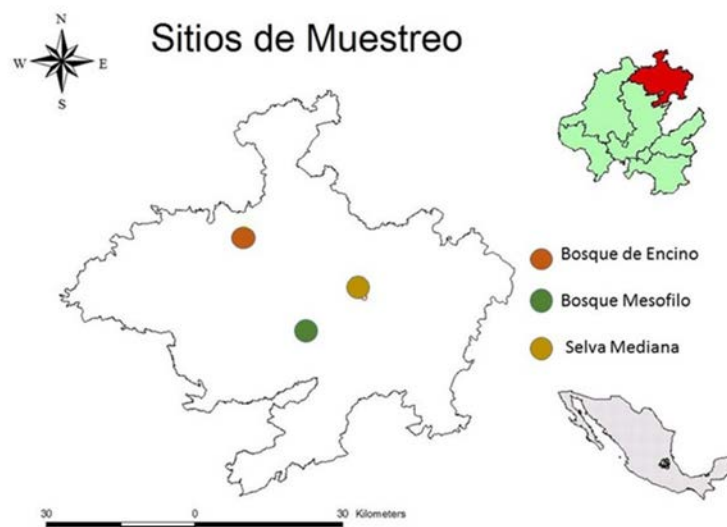 Sitios de Muestreo
N
W E
S
Bosque de Encino
Bosque Mesofilo
Selva Mediana
30 0 30 Kilometers